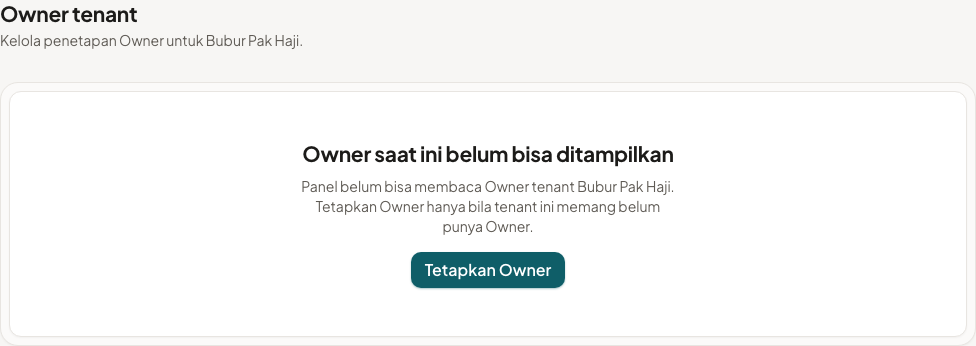 Owner tenant
Kelola penetapan Owner untuk Bubur Pak Haji.
Owner saat ini belum bisa ditampilkan
Panel belum bisa membaca Owner tenant Bubur Pak Haji.
Tetapkan Owner hanya bila tenant ini memang belum
punya Owner.
Tetapkan Owner